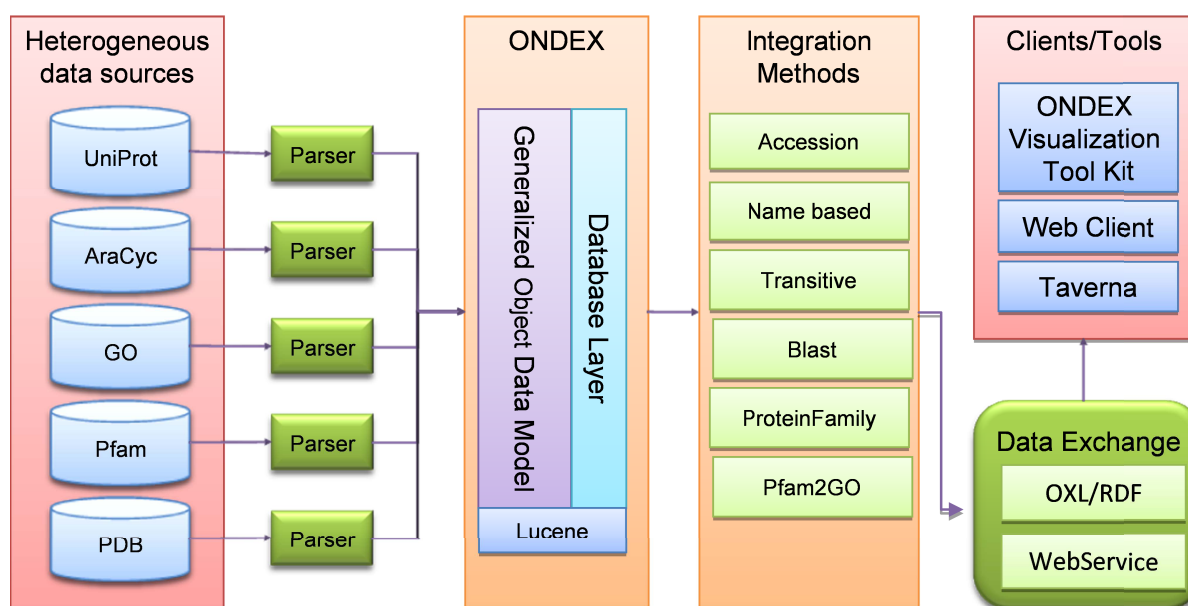 Heterogeneous
data sources
UniProt
AraCyc
GO
Pfam
PDB
Parser
Parser
Parser
Parser
Parser
ONDEX
Generalized Object Data Model
Database Layer
Lucene
Integration
Methods
Accession
Name based
Transitive
Blast
ProteinFamily
Pfam2GO
Clients/Tools
ONDEX
Visualization
Tool Kit
Web Client
Taverna
Data Exchange
OXL/RDF
WebService